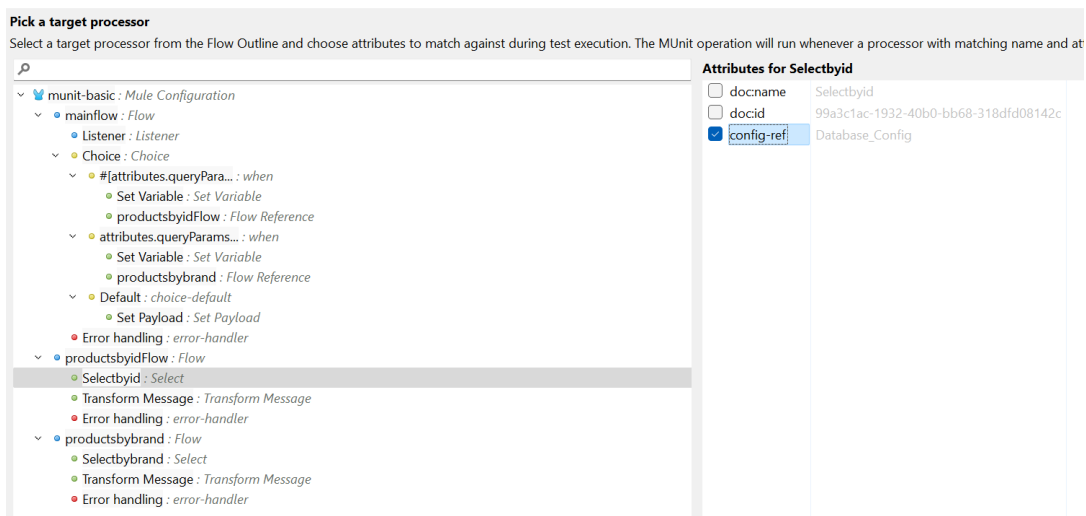 Pick a target processor
Select a target processor from the Flow Outline and choose attributes to match against during test execution. The MUnit operation will run whenever a processor with matching name and
Attributes for Selectbyid
munit-basic : Mule Configuration
mainflow : Flow
Listener : Listener
Choice : Choice
#[attributes.queryPara... : when
Set Variable : Set Variable
productsbyidFlow : Flow Reference
attributes.queryParams... : when
Set Variable : Set Variable
productsbybrand : Flow Reference
Default : choice-default
Set Payload : Set Payload
Error handling : error-handler
productsbyidFlow : Flow
Selectbyid : Select
Transform Message : Transform Message
Error handling : error-handler
productsbybrand : Flow
Selectbybrand : Select
Transform Message : Transform Message
Error handling : error-handler
doc:name Selectbyid
doc:id 99a3c1ac-1932-40b0-bb68-318dfd08142c
config-ref Database_Config